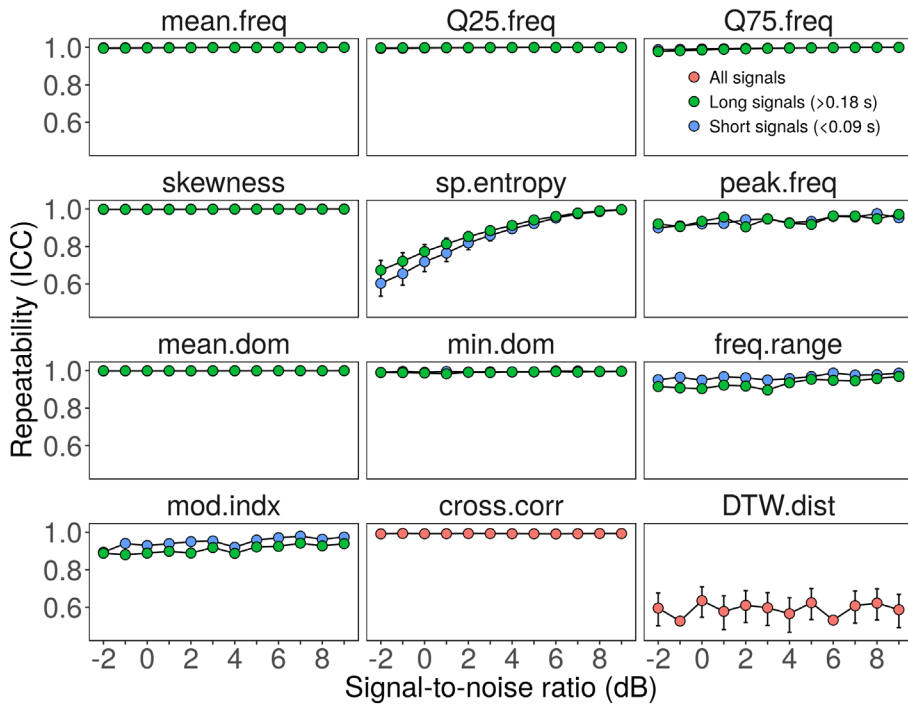 mean.freq Q25.freq Q75.freq
1.0
0.8
0.6
All signals
Long signals (>0.18 s)
Short signals (<0.09 s)
skewness sp.entropy peak.freq
1.0
0.8
0.6
mean.dom min.dom freq.range
1.0
0.8
0.6
mod.indx cross.corr DTW.dist
1.0
0.8
0.6
-2 0 2 4 6 8 -2 0 2 4 6 8 -2 0 2 4 6 8
Repeatability (ICC)
Signal-to-noise ratio (dB)